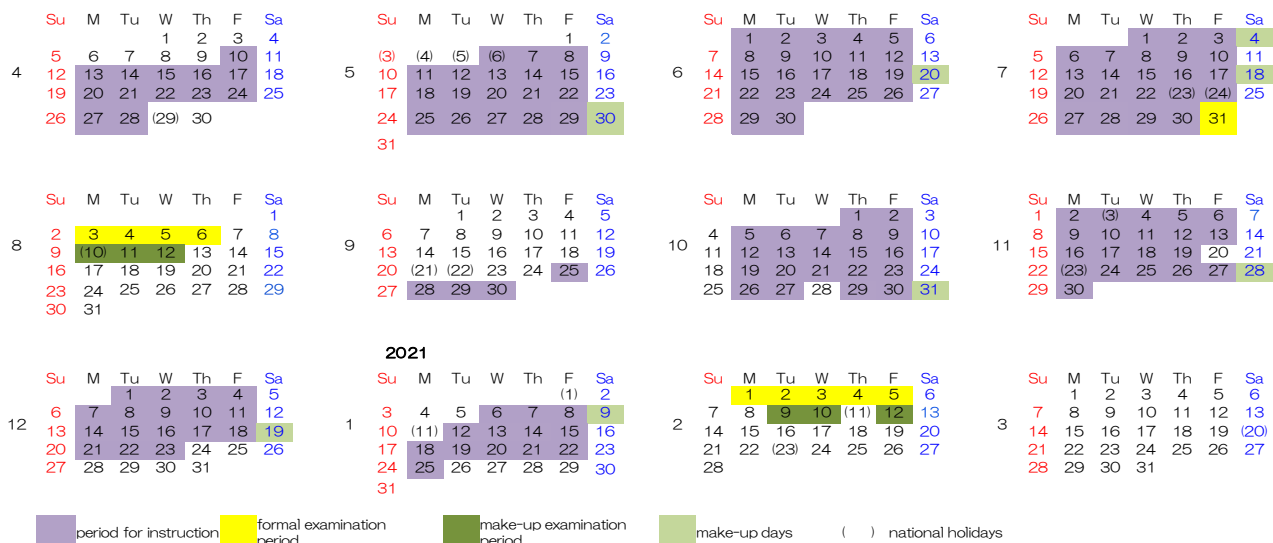 4
Su M Tu W Th F Sa
1 2 3 4
5 6 7 8 9 10 11
12 13 14 15 16 17 18
19 20 21 22 23 24 25
26 27 28 (29) 30
5
Su M Tu W Th F Sa
1 2
(3) (4) (5) (6) 7 8 9
10 11 12 13 14 15 16
17 18 19 20 21 22 23
24 25 26 27 28 29 30
31
6
Su M Tu W Th F Sa
1 2 3 4 5 6
7 8 9 10 11 12 13
14 15 16 17 18 19 20
21 22 23 24 25 26 27
28 29 30
7
Su M Tu W Th F Sa
1 2 3 4
5 6 7 8 9 10 11
12 13 14 15 16 17 18
19 20 21 22 (23) (24) 25
26 27 28 29 30 31
8
Su M Tu W Th F Sa
1
2 3 4 5 6 7 8
9 (10) 11 12 13 14 15
16 17 18 19 20 21 22
23 24 25 26 27 28 29
30 31
9
Su M Tu W Th F Sa
1 2 3 4 5
6 7 8 9 10 11 12
13 14 15 16 17 18 19
20 (21) (22) 23 24 25 26
27 28 29 30
10
Su M Tu W Th F Sa
1 2 3
4 5 6 7 8 9 10
11 12 13 14 15 16 17
18 19 20 21 22 23 24
25 26 27 28 29 30 31
11
Su M Tu W Th F Sa
1 2 (3) 4 5 6 7
8 9 10 11 12 13 14
15 16 17 18 19 20 21
22 (23) 24 25 26 27 28
29 30
12
Su M Tu W Th F Sa
1 2 3 4 5
6 7 8 9 10 11 12
13 14 15 16 17 18 19
20 21 22 23 24 25 26
27 28 29 30 31
2021
1
Su M Tu W Th F Sa
(1) 2
3 4 5 6 7 8 9
10 (11) 12 13 14 15 16
17 18 19 20 21 22 23
24 25 26 27 28 29 30
31
2
Su M Tu W Th F Sa
1 2 3 4 5 6
7 8 9 10 (11) 12 13
14 15 16 17 18 19 20
21 22 (23) 24 25 26 27
28
3
Su M Tu W Th F Sa
1 2 3 4 5 6
7 8 9 10 11 12 13
14 15 16 17 18 19 (20)
21 22 23 24 25 26 27
28 29 30 31
period for instruction
formal examination
period
make-up examination
period
make-up days
( ) national holidays